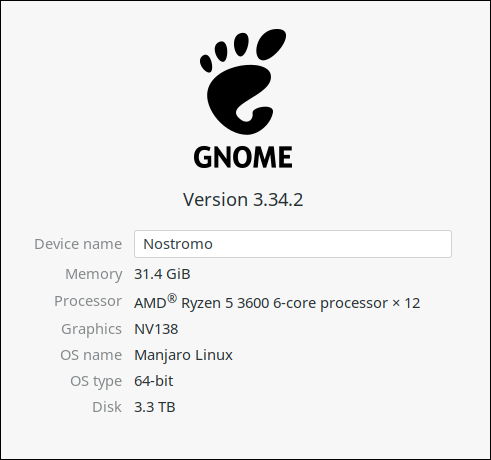 GNOME
Version 3.34.2
Device name Nostromo
Memory 31.4 GiB
Processor AMD® Ryzen 5 3600 6-core processor × 12
Graphics NV138
OS name Manjaro Linux
OS type 64-bit
Disk 3.3 TB